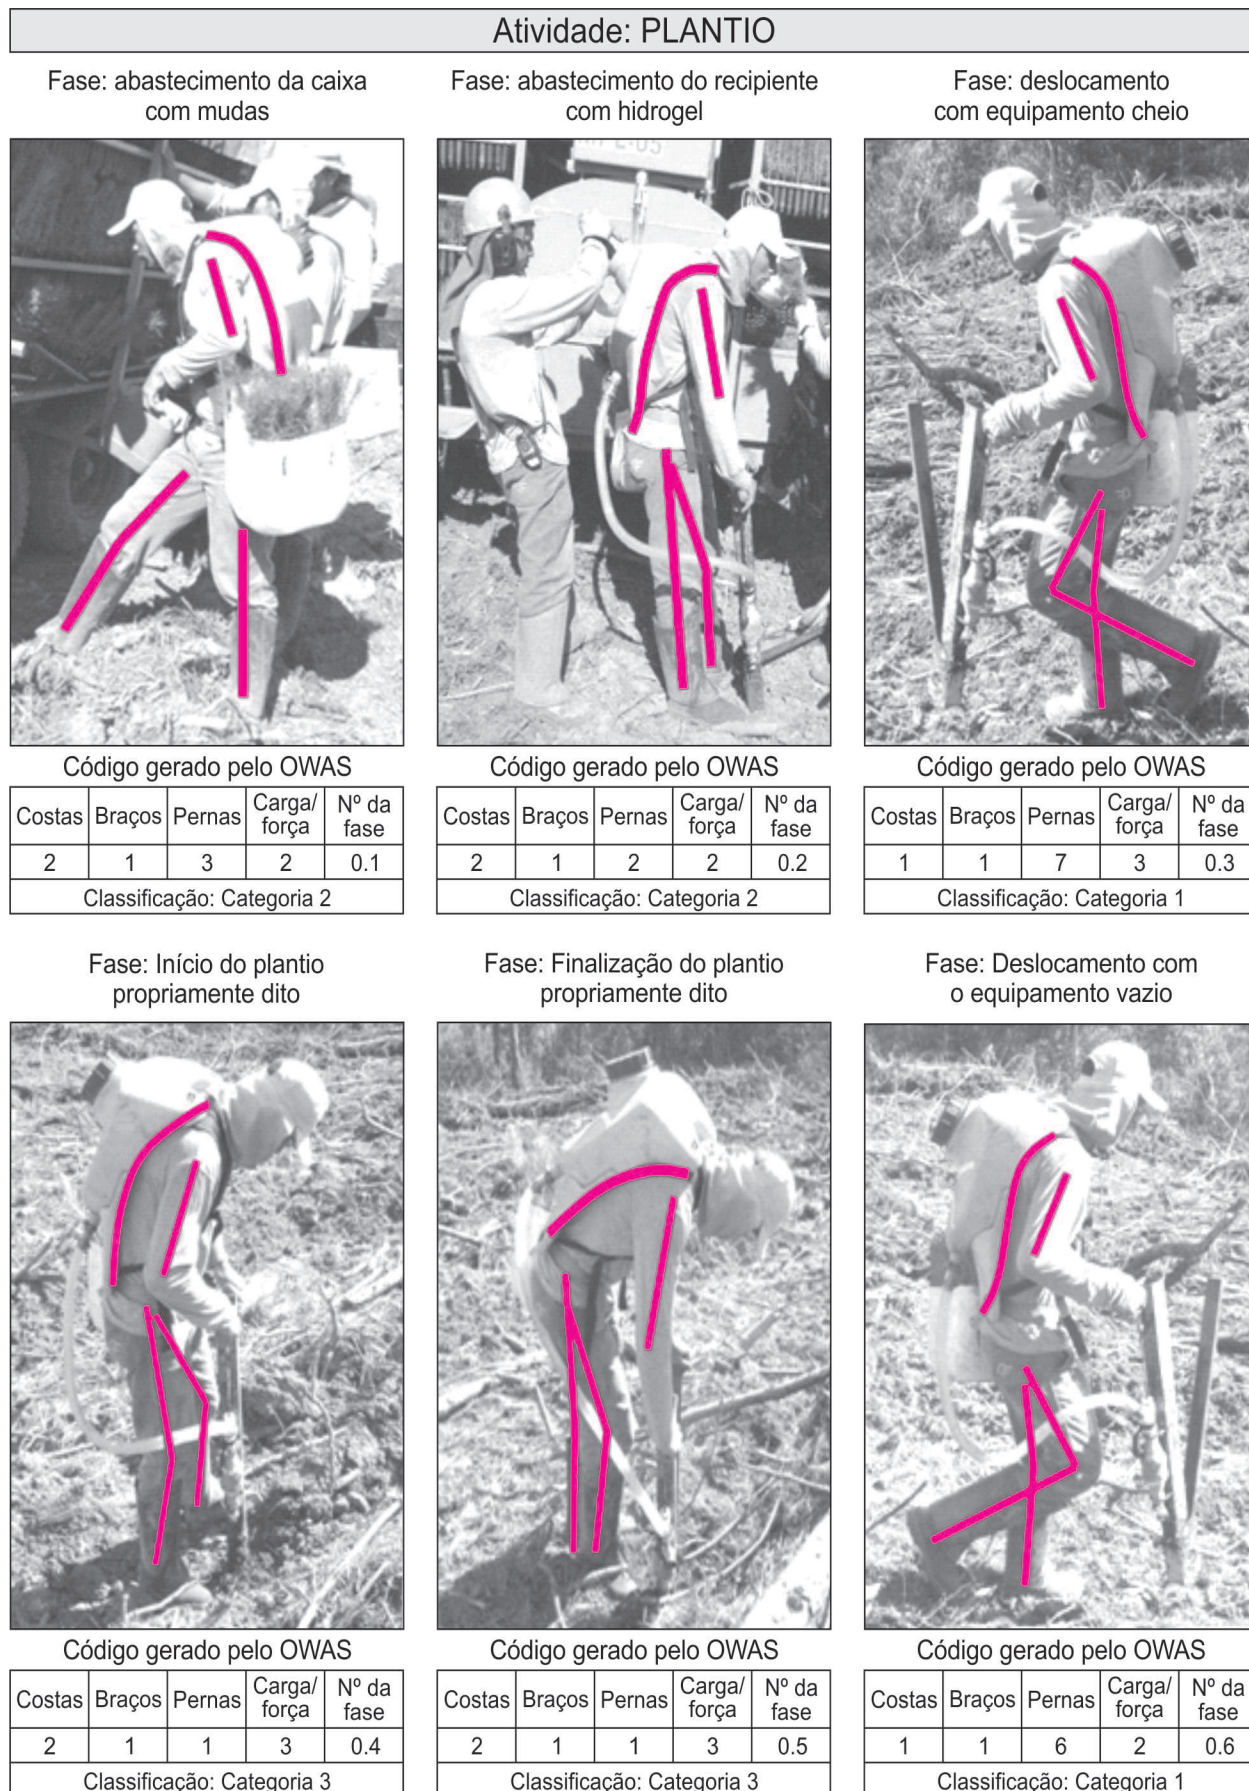 Atividade: PLANTIO
Fase: abastecimento da caixa
com mudas
Fase: abastecimento do recipiente
com hidrogel
Fase: deslocamento
com equipamento cheio
Código gerado pelo OWAS
Costas Braços Pernas Carga/ força Nº da fase
2 1 3 2 0.1
Classificação: Categoria 2
Código gerado pelo OWAS
Costas Braços Pernas Carga/ força Nº da fase
2 1 2 2 0.2
Classificação: Categoria 2
Código gerado pelo OWAS
Costas Braços Pernas Carga/ força Nº da fase
1 1 7 3 0.3
Classificação: Categoria 1
Fase: Início do plantio
propriamente dito
Fase: Finalização do plantio
propriamente dito
Fase: Deslocamento com
o equipamento vazio
Código gerado pelo OWAS
Costas Braços Pernas Carga/ força Nº da fase
2 1 1 3 0.4
Classificação: Categoria 3
Código gerado pelo OWAS
Costas Braços Pernas Carga/ força Nº da fase
2 1 1 3 0.5
Classificação: Categoria 3
Código gerado pelo OWAS
Costas Braços Pernas Carga/ força Nº da fase
1 1 6 2 0.6
Classificação: Categoria 1